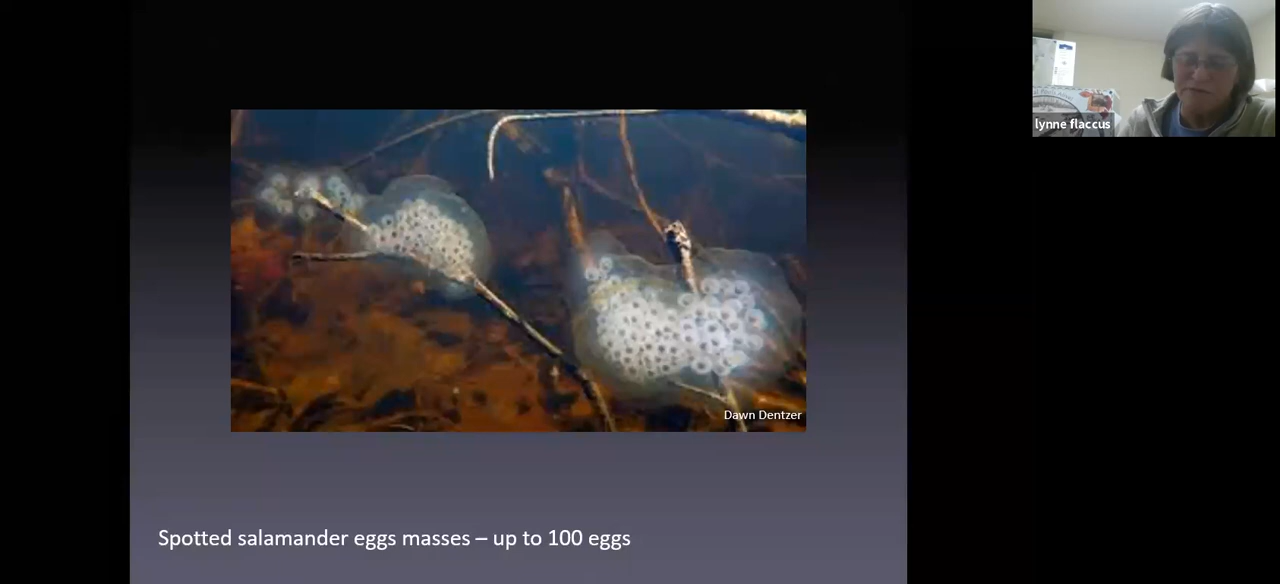 lynne flaccus
Dawn Dentzer
Spotted salamander eggs masses – up to 100 eggs